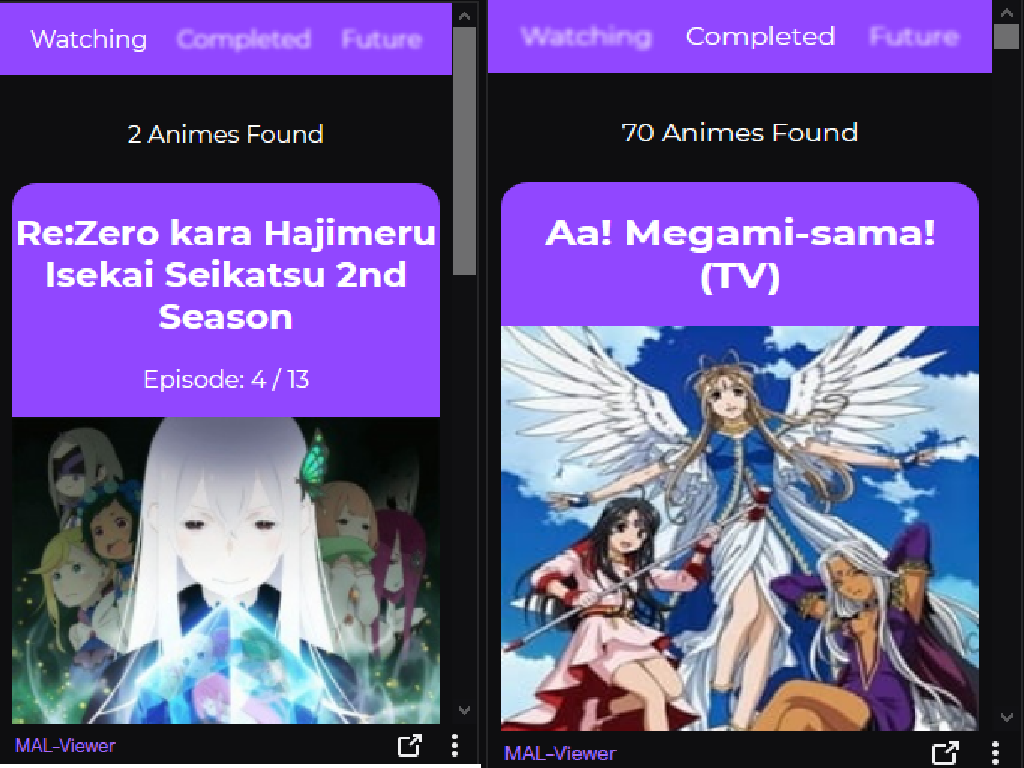 Watching Completed Future
2 Animes Found
Re:Zero kara Hajimeru
Isekai Seikatsu 2nd
Season
Episode: 4 / 13
MAL-Viewer
Watching Completed Future
70 Animes Found
Aa! Megami-sama!
(TV)
MAL-Viewer